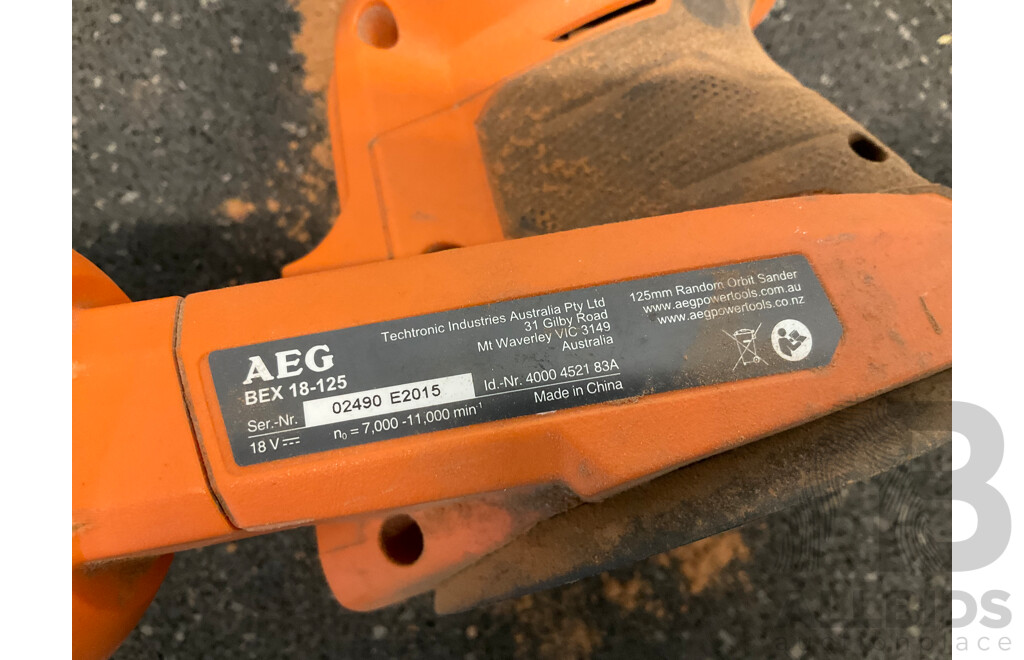 AEG
BEX 18-125
Ser.-Nr. 02490 E2015
18 V
n₀ = 7,000 -11,000 min⁻¹
Techtronic Industries Australia Pty Ltd
31 Gilby Road
Mt Waverley VIC 3149
Australia
Id.-Nr. 4000 4521 83A
Made in China
125mm Random Orbit Sander
www.aegpowertools.com.au
www.aegpowertools.co.nz